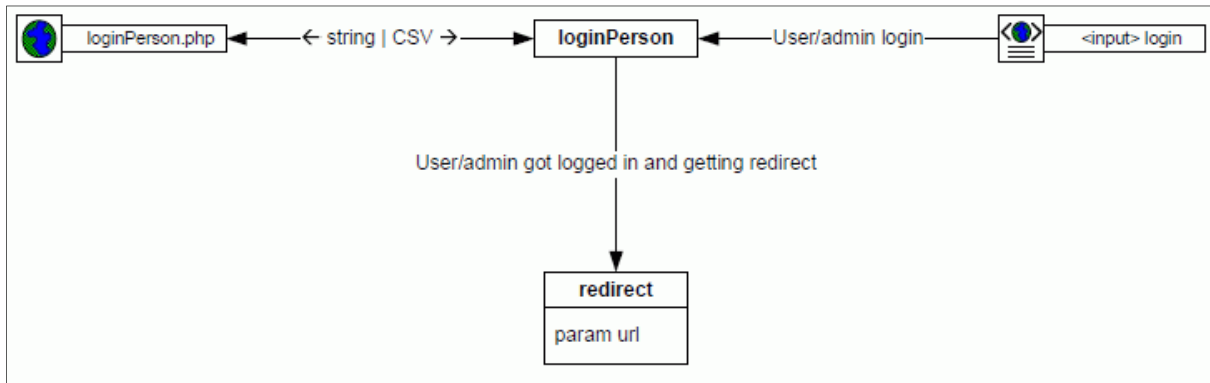 loginPerson.php
← string | CSV →
loginPerson
User/admin login
<input> login
User/admin got logged in and getting redirect
redirect
param url